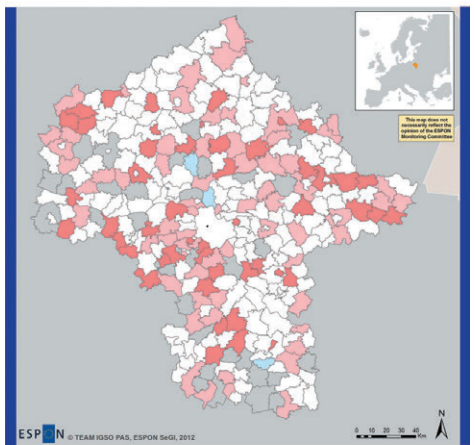 This map does not
necessarily reflect the
opinion of the ESPON
Monitoring Committee
ESPON © TEAM IGSO PAS, ESPON SeGI, 2012
0 10 20 30 40
Km
N